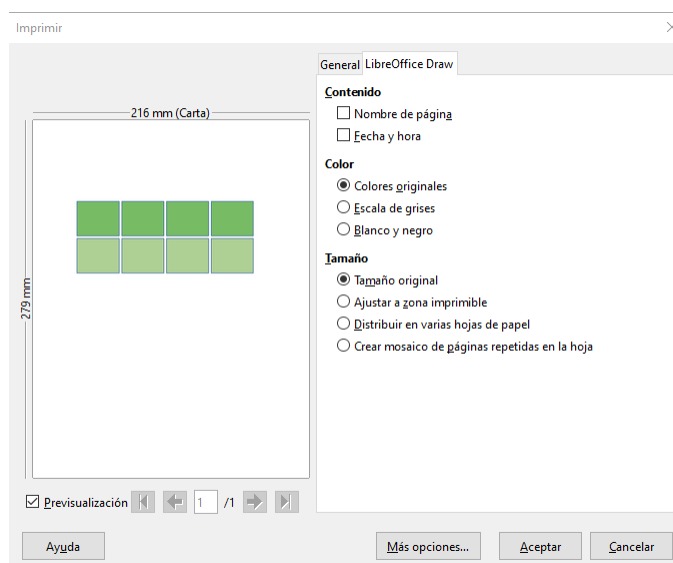 Imprimir
General LibreOffice Draw
216 mm (Carta)
279 mm
Contenido
Nombre de página
Fecha y hora
Color
Colores originales
Escala de grises
Blanco y negro
Tamaño
Tamaño original
Ajustar a zona imprimible
Distribuir en varias hojas de papel
Crear mosaico de páginas repetidas en la hoja
Previsualización 1 /1
Ayuda Más opciones... Aceptar Cancelar